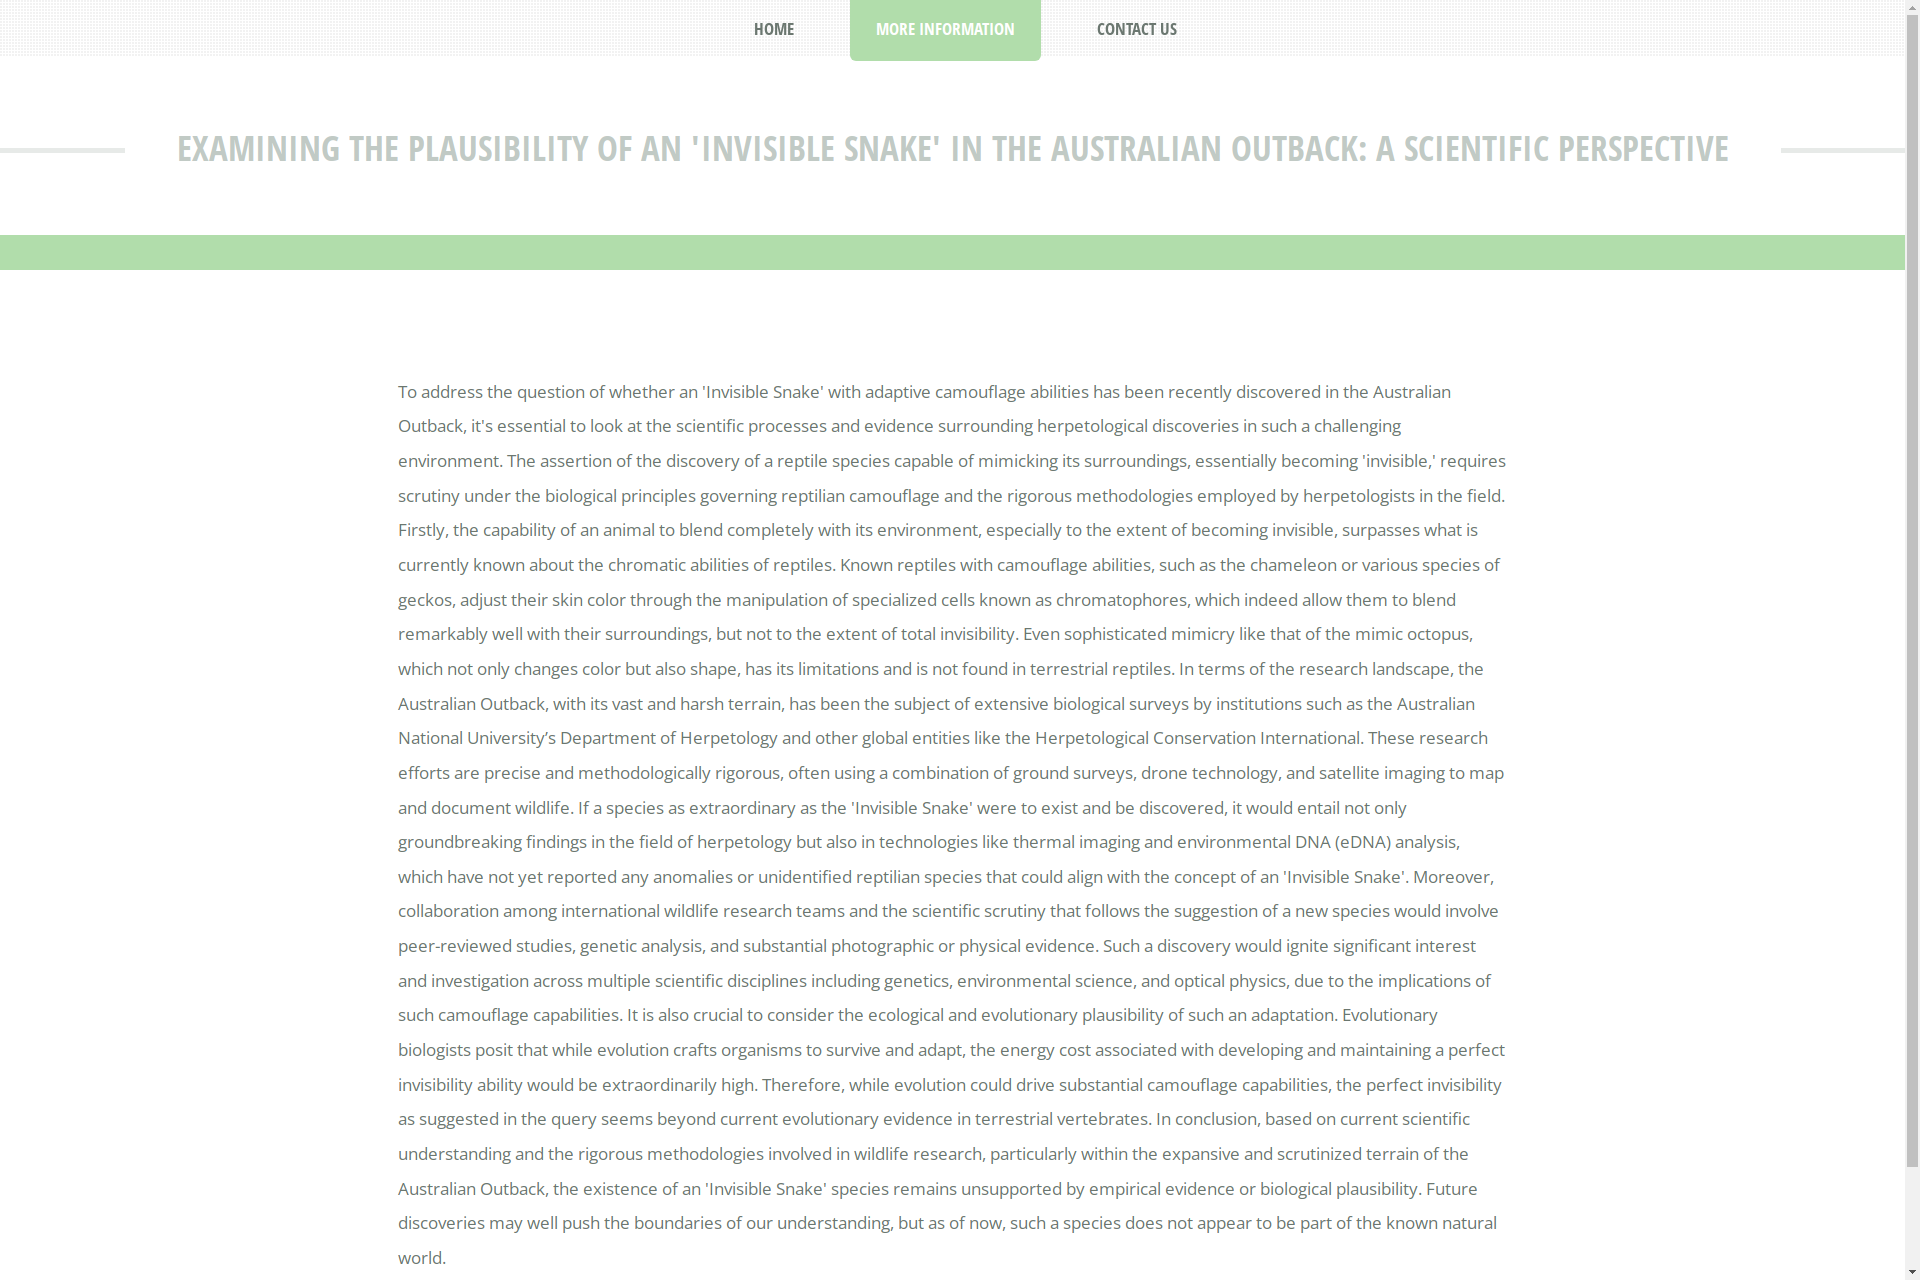 HOME
MORE INFORMATION
CONTACT US
EXAMINING THE PLAUSIBILITY OF AN 'INVISIBLE SNAKE' IN THE AUSTRALIAN OUTBACK: A SCIENTIFIC PERSPECTIVE
To address the question of whether an 'Invisible Snake' with adaptive camouflage abilities has been recently discovered in the Australian
Outback, it's essential to look at the scientific processes and evidence surrounding herpetological discoveries in such a challenging
environment. The assertion of the discovery of a reptile species capable of mimicking its surroundings, essentially becoming 'invisible,' requires
scrutiny under the biological principles governing reptilian camouflage and the rigorous methodologies employed by herpetologists in the field.
Firstly, the capability of an animal to blend completely with its environment, especially to the extent of becoming invisible, surpasses what is
currently known about the chromatic abilities of reptiles. Known reptiles with camouflage abilities, such as the chameleon or various species of
geckos, adjust their skin color through the manipulation of specialized cells known as chromatophores, which indeed allow them to blend
remarkably well with their surroundings, but not to the extent of total invisibility. Even sophisticated mimicry like that of the mimic octopus,
which not only changes color but also shape, has its limitations and is not found in terrestrial reptiles. In terms of the research landscape, the
Australian Outback, with its vast and harsh terrain, has been the subject of extensive biological surveys by institutions such as the Australian
National University’s Department of Herpetology and other global entities like the Herpetological Conservation International. These research
efforts are precise and methodologically rigorous, often using a combination of ground surveys, drone technology, and satellite imaging to map
and document wildlife. If a species as extraordinary as the 'Invisible Snake' were to exist and be discovered, it would entail not only
groundbreaking findings in the field of herpetology but also in technologies like thermal imaging and environmental DNA (eDNA) analysis,
which have not yet reported any anomalies or unidentified reptilian species that could align with the concept of an 'Invisible Snake'. Moreover,
collaboration among international wildlife research teams and the scientific scrutiny that follows the suggestion of a new species would involve
peer-reviewed studies, genetic analysis, and substantial photographic or physical evidence. Such a discovery would ignite significant interest
and investigation across multiple scientific disciplines including genetics, environmental science, and optical physics, due to the implications of
such camouflage capabilities. It is also crucial to consider the ecological and evolutionary plausibility of such an adaptation. Evolutionary
biologists posit that while evolution crafts organisms to survive and adapt, the energy cost associated with developing and maintaining a perfect
invisibility ability would be extraordinarily high. Therefore, while evolution could drive substantial camouflage capabilities, the perfect invisibility
as suggested in the query seems beyond current evolutionary evidence in terrestrial vertebrates. In conclusion, based on current scientific
understanding and the rigorous methodologies involved in wildlife research, particularly within the expansive and scrutinized terrain of the
Australian Outback, the existence of an 'Invisible Snake' species remains unsupported by empirical evidence or biological plausibility. Future
discoveries may well push the boundaries of our understanding, but as of now, such a species does not appear to be part of the known natural
world.